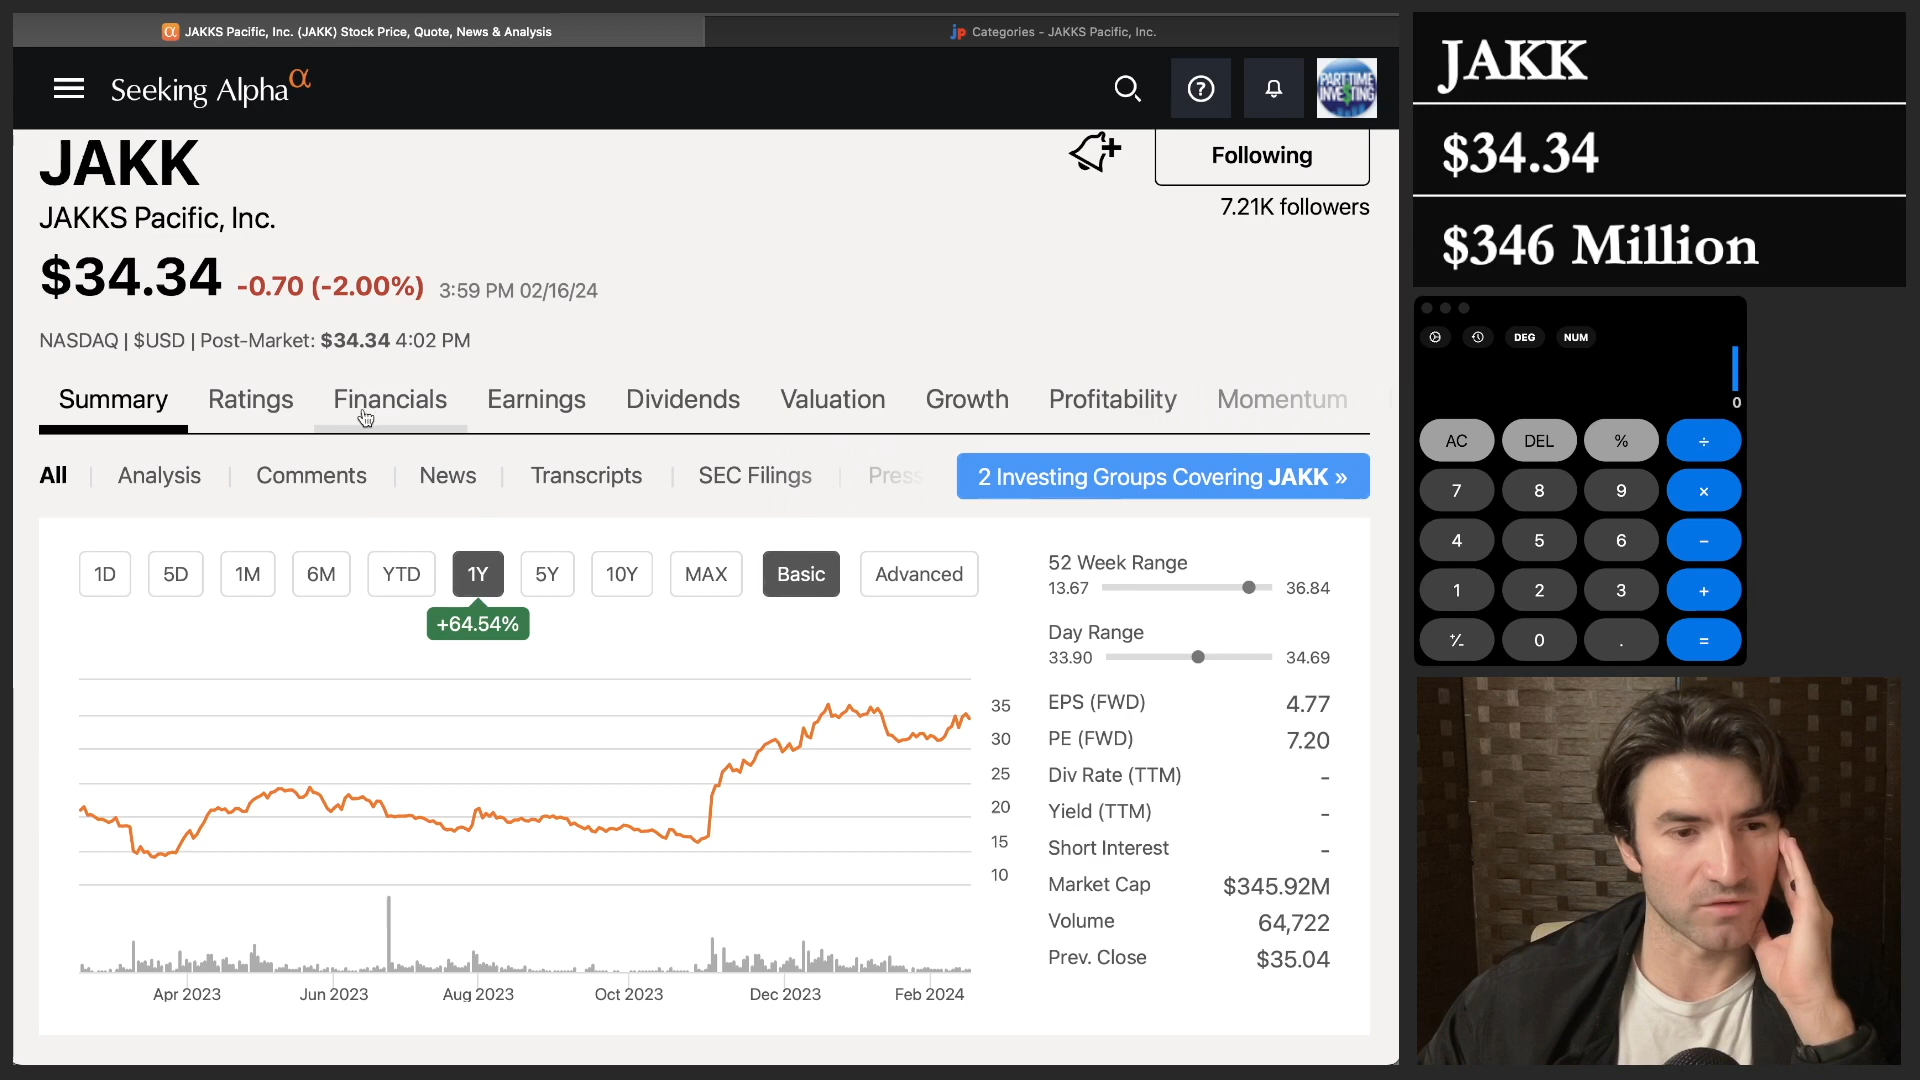 JAKKS Pacific, Inc. (JAKK) Stock Price, Quote, News & Analysis
Categories - JAKKS Pacific, Inc.
Seeking Alpha α
PART-TIME INVE$TING
JAKK
Following
JAKKS Pacific, Inc.
7.21K followers
$34.34 -0.70 (-2.00%) 3:59 PM 02/16/24
NASDAQ | $USD | Post-Market: $34.34 4:02 PM
Summary Ratings Financials Earnings Dividends Valuation Growth Profitability Momentum
All | Analysis | Comments | News | Transcripts | SEC Filings | Press
2 Investing Groups Covering JAKK »
1D 5D 1M 6M YTD 1Y 5Y 10Y MAX Basic Advanced
+64.54%
35
30
25
20
15
10
Apr 2023 Jun 2023 Aug 2023 Oct 2023 Dec 2023 Feb 2024
52 Week Range
13.67 36.84
Day Range
33.90 34.69
EPS (FWD) 4.77
PE (FWD) 7.20
Div Rate (TTM) -
Yield (TTM) -
Short Interest -
Market Cap $345.92M
Volume 64,722
Prev. Close $35.04
JAKK
$34.34
$346 Million
DEG NUM
0
AC DEL % ÷
7 8 9 ×
4 5 6 −
1 2 3 +
+⁄− 0 . =